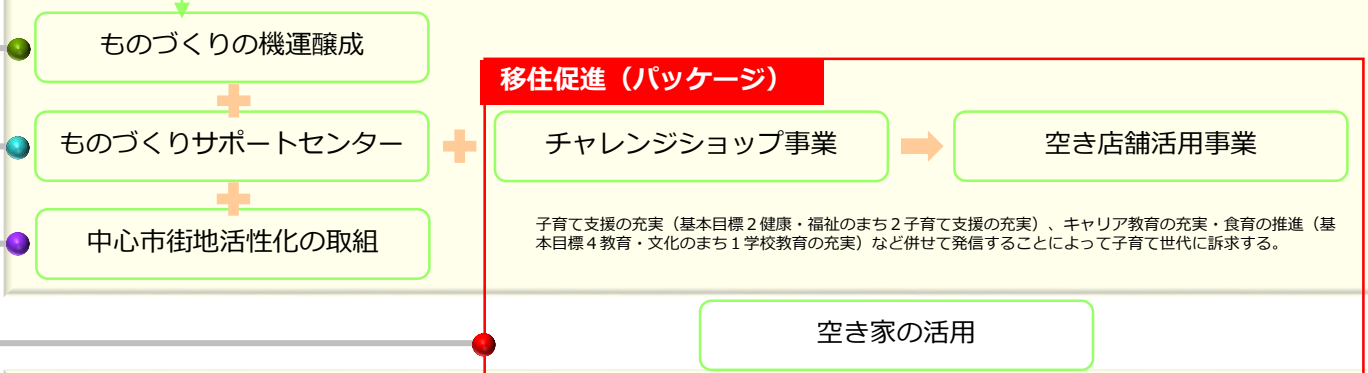 ものづくりの機運醸成
移住促進（パッケージ）
ものづくりサポートセンター
チャレンジショップ事業
空き店舗活用事業
中心市街地活性化の取組
子育て支援の充実（基本目標２健康・福祉のまち２子育て支援の充実）、キャリア教育の充実・食育の推進（基
本目標４教育・文化のまち１学校教育の充実）など併せて発信することによって子育て世代に訴求する。
空き家の活用